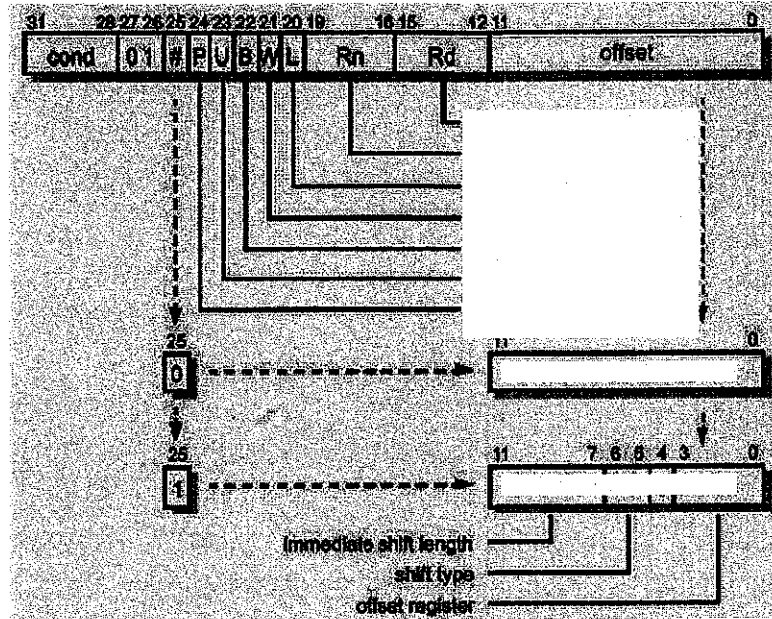 31 28 27 26 25 24 23 22 21 20 19 16 15 12 11 0
cond 0 1 # P U B W L Rn Rd offset
25 11 0
0
25 11 7 6 5 4 3 0
1
immediate shift length
shift type
offset register